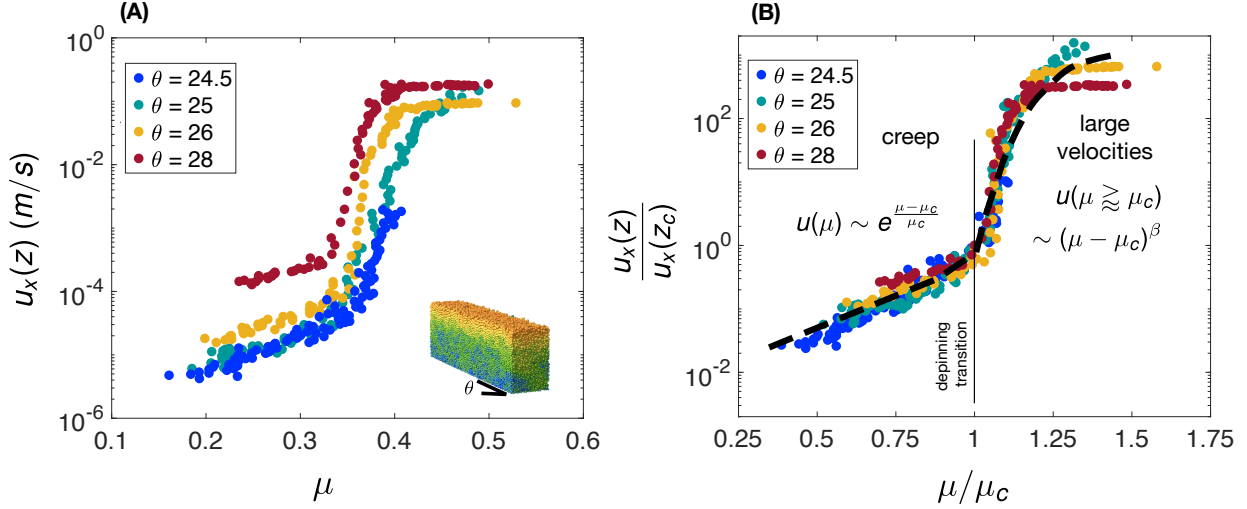 (A)
10^0
10^-2
10^-4
10^-6
u_x(z) (m/s)
θ = 24.5
θ = 25
θ = 26
θ = 28
θ
0.1 0.2 0.3 0.4 0.5 0.6
μ
(B)
10^2
10^0
10^-2
u_x(z)
u_x(z_c)
θ = 24.5
θ = 25
θ = 26
θ = 28
creep
u(μ) ∼ e^{(μ−μ_c)/μ_c}
large
velocities
u(μ ⪆ μ_c)
∼ (μ − μ_c)^β
depinning
transition
0.25 0.5 0.75 1 1.25 1.5 1.75
μ/μ_c